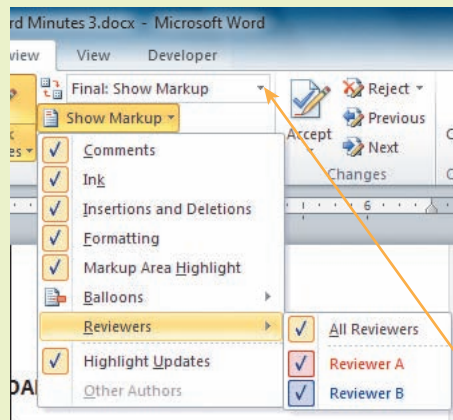 rd Minutes 3.docx - Microsoft Word
view View Developer
Final: Show Markup
Show Markup
Accept
Reject
Previous
Next
Changes
6
Comments
Ink
Insertions and Deletions
Formatting
Markup Area Highlight
Balloons
Reviewers
All Reviewers
Reviewer A
Reviewer B
Highlight Updates
Other Authors